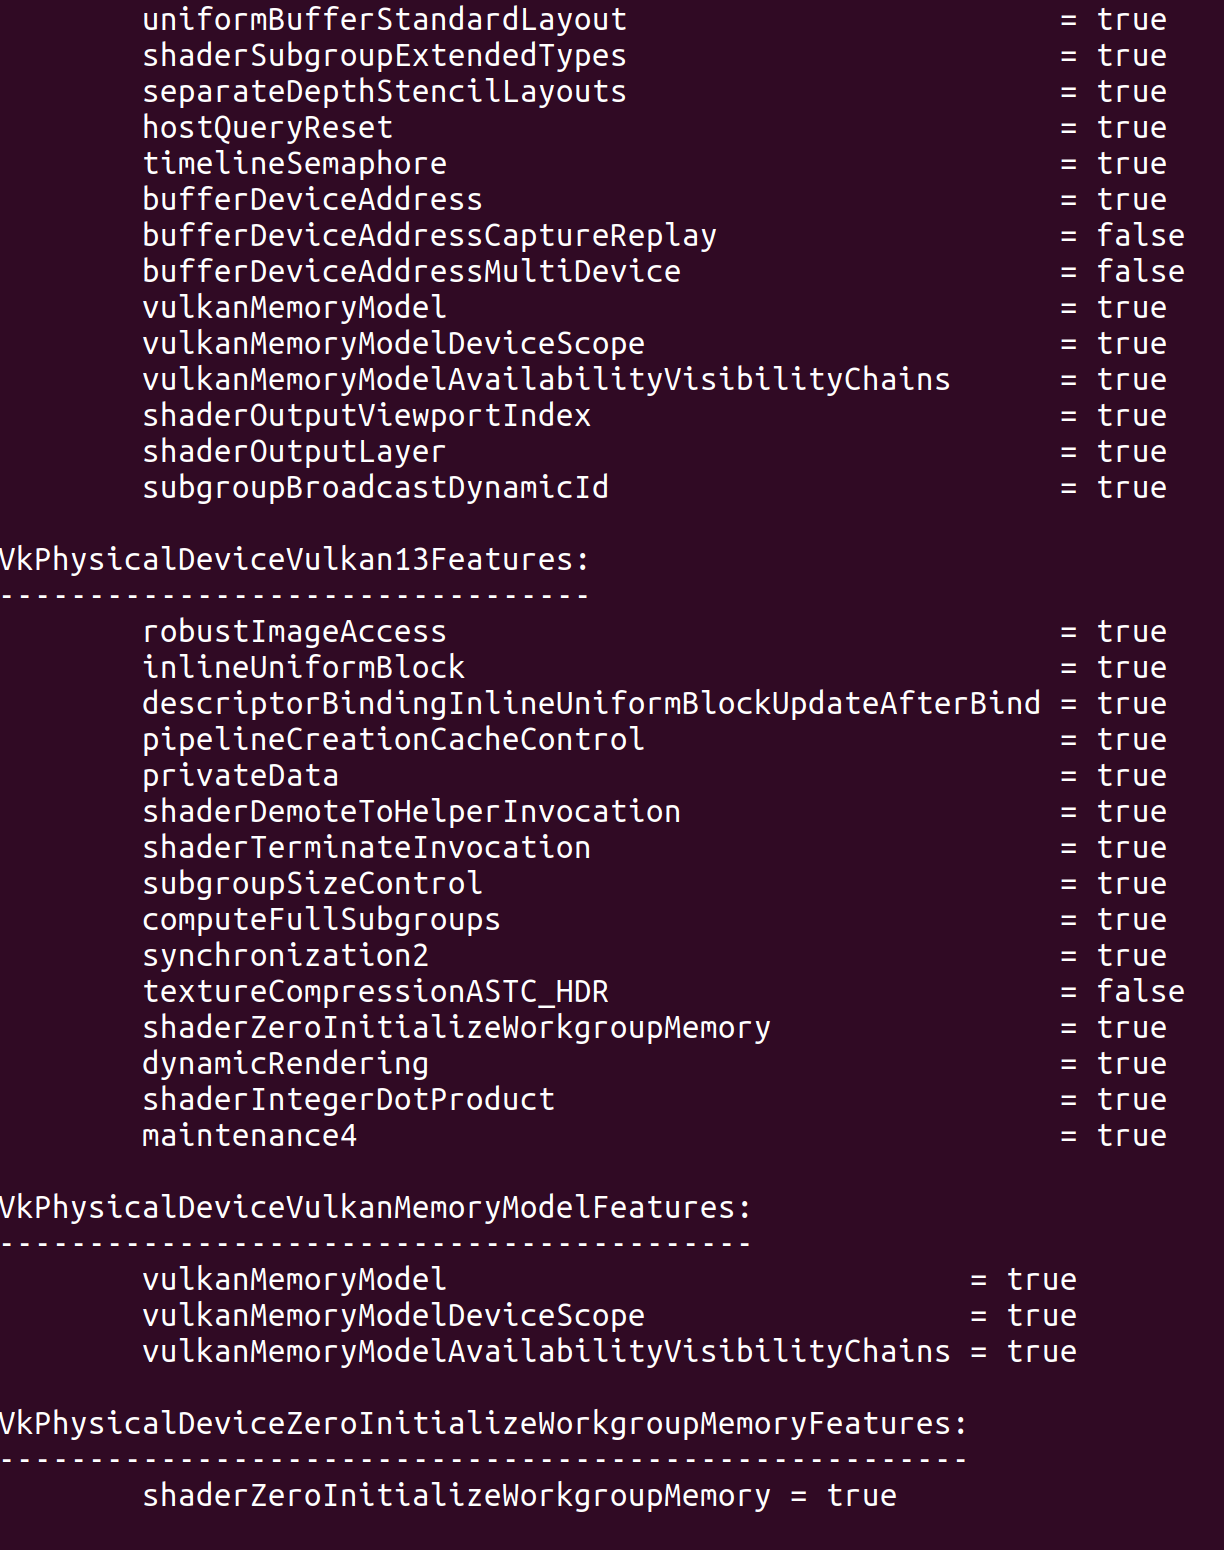 uniformBufferStandardLayout = true
shaderSubgroupExtendedTypes = true
separateDepthStencilLayouts = true
hostQueryReset = true
timelineSemaphore = true
bufferDeviceAddress = true
bufferDeviceAddressCaptureReplay = false
bufferDeviceAddressMultiDevice = false
vulkanMemoryModel = true
vulkanMemoryModelDeviceScope = true
vulkanMemoryModelAvailabilityVisibilityChains = true
shaderOutputViewportIndex = true
shaderOutputLayer = true
subgroupBroadcastDynamicId = true
VkPhysicalDeviceVulkan13Features:
---------------------------------
robustImageAccess = true
inlineUniformBlock = true
descriptorBindingInlineUniformBlockUpdateAfterBind = true
pipelineCreationCacheControl = true
privateData = true
shaderDemoteToHelperInvocation = true
shaderTerminateInvocation = true
subgroupSizeControl = true
computeFullSubgroups = true
synchronization2 = true
textureCompressionASTC_HDR = false
shaderZeroInitializeWorkgroupMemory = true
dynamicRendering = true
shaderIntegerDotProduct = true
maintenance4 = true
VkPhysicalDeviceVulkanMemoryModelFeatures:
------------------------------------------
vulkanMemoryModel = true
vulkanMemoryModelDeviceScope = true
vulkanMemoryModelAvailabilityVisibilityChains = true
VkPhysicalDeviceZeroInitializeWorkgroupMemoryFeatures:
------------------------------------------------------
shaderZeroInitializeWorkgroupMemory = true